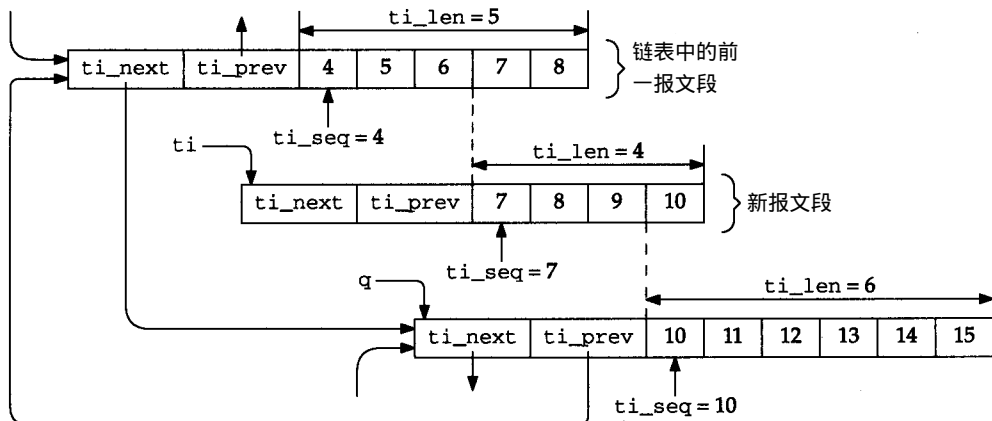 ti_len = 5
ti_next ti_prev 4 5 6 7 8
链表中的前
一报文段
ti_seq = 4
ti
ti_len = 4
ti_next ti_prev 7 8 9 10
新报文段
ti_seq = 7
q
ti_len = 6
ti_next ti_prev 10 11 12 13 14 15
ti_seq = 10